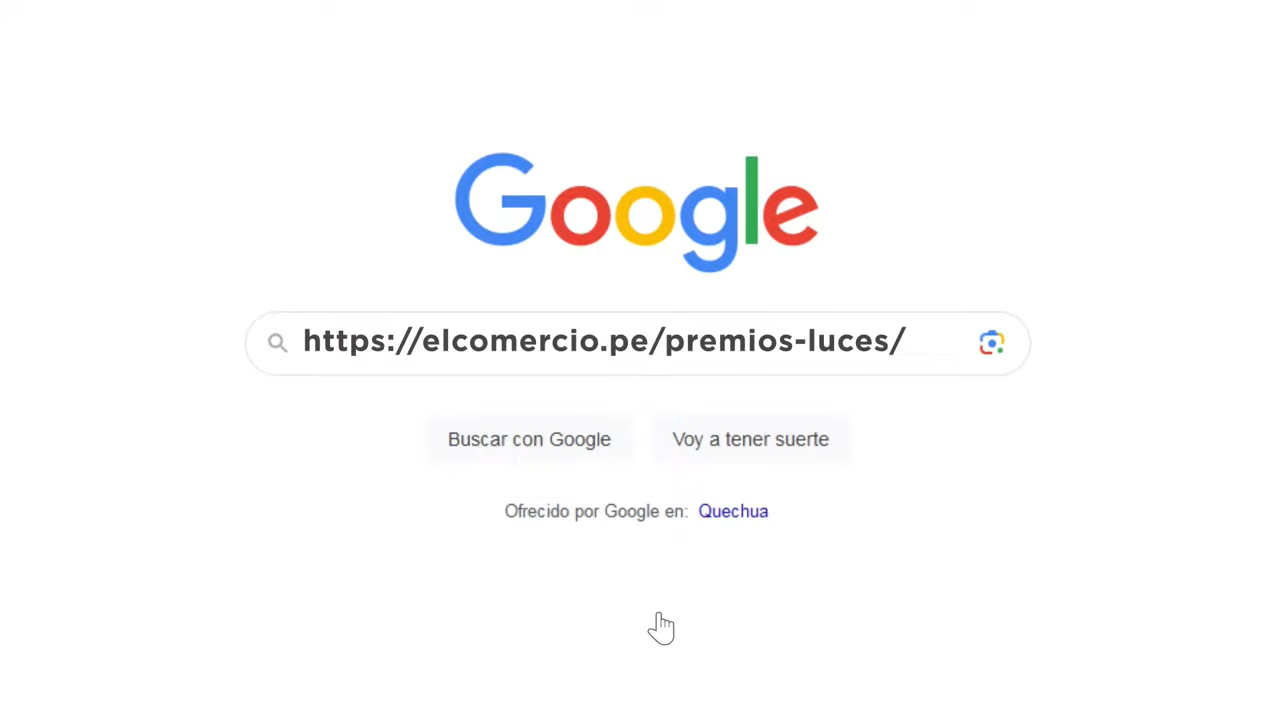 Google
https://elcomercio.pe/premios-luces/
Buscar con Google
Voy a tener suerte
Ofrecido por Google en: Quechua